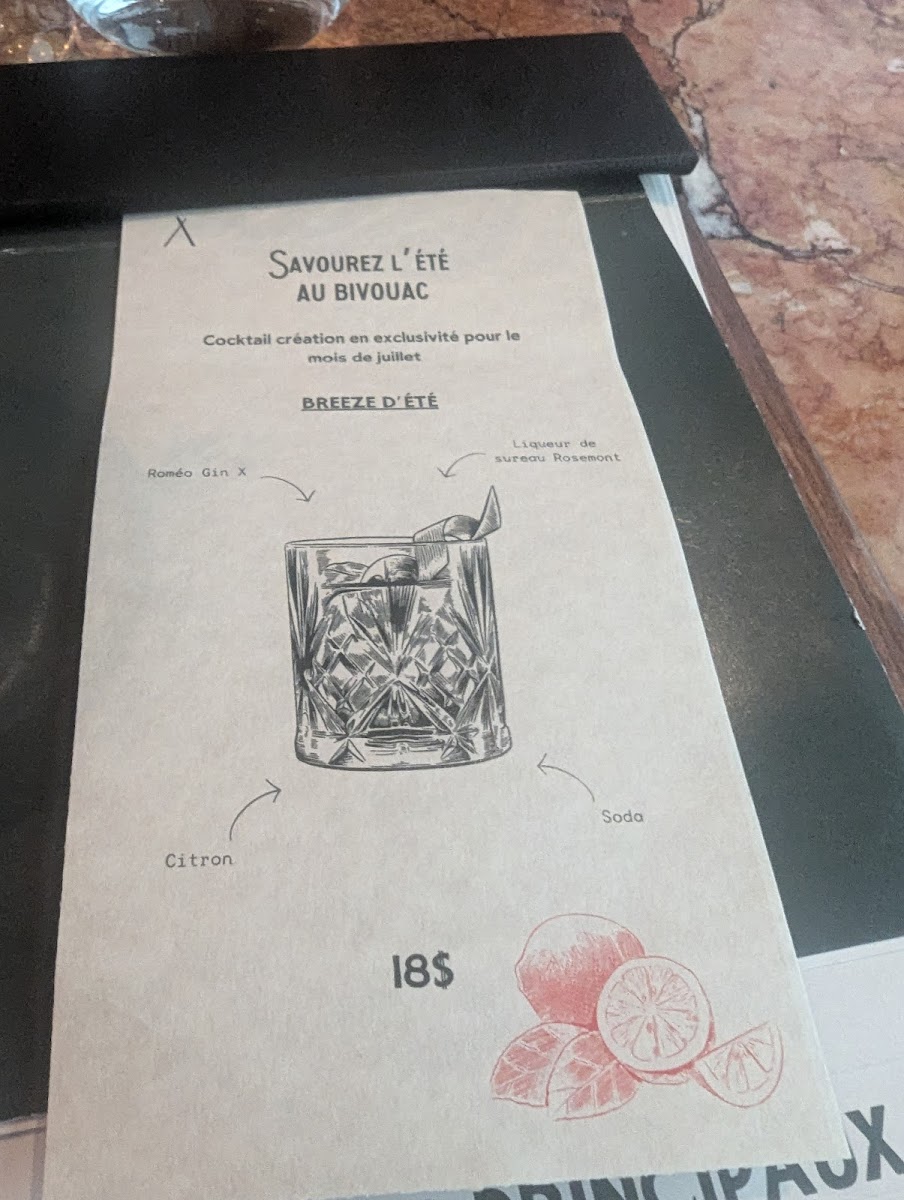 SAVOUREZ L'ÉTÉ
AU BIVOUAC
Cocktail création en exclusivité pour le
mois de juillet
BREEZE D'ÉTÉ
Liqueur de
sureau Rosemont
Roméo Gin X
Soda
Citron
18$
PRINCIPAUX